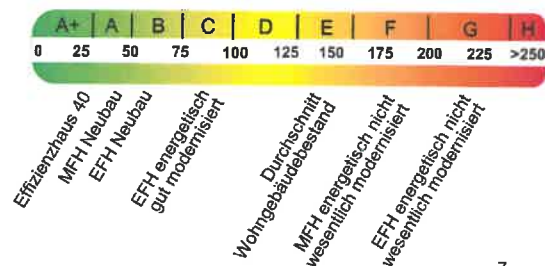 A+ A B C D E F G H
0 25 50 75 100 125 150 175 200 225 >250
Effizienzhaus 40
MFH Neubau
EFH Neubau
EFH energetisch
gut modernisiert
Durchschnitt
Wohngebäudebestand
MFH energetisch nicht
wesentlich modernisiert
EFH energetisch nicht
wesentlich modernisiert